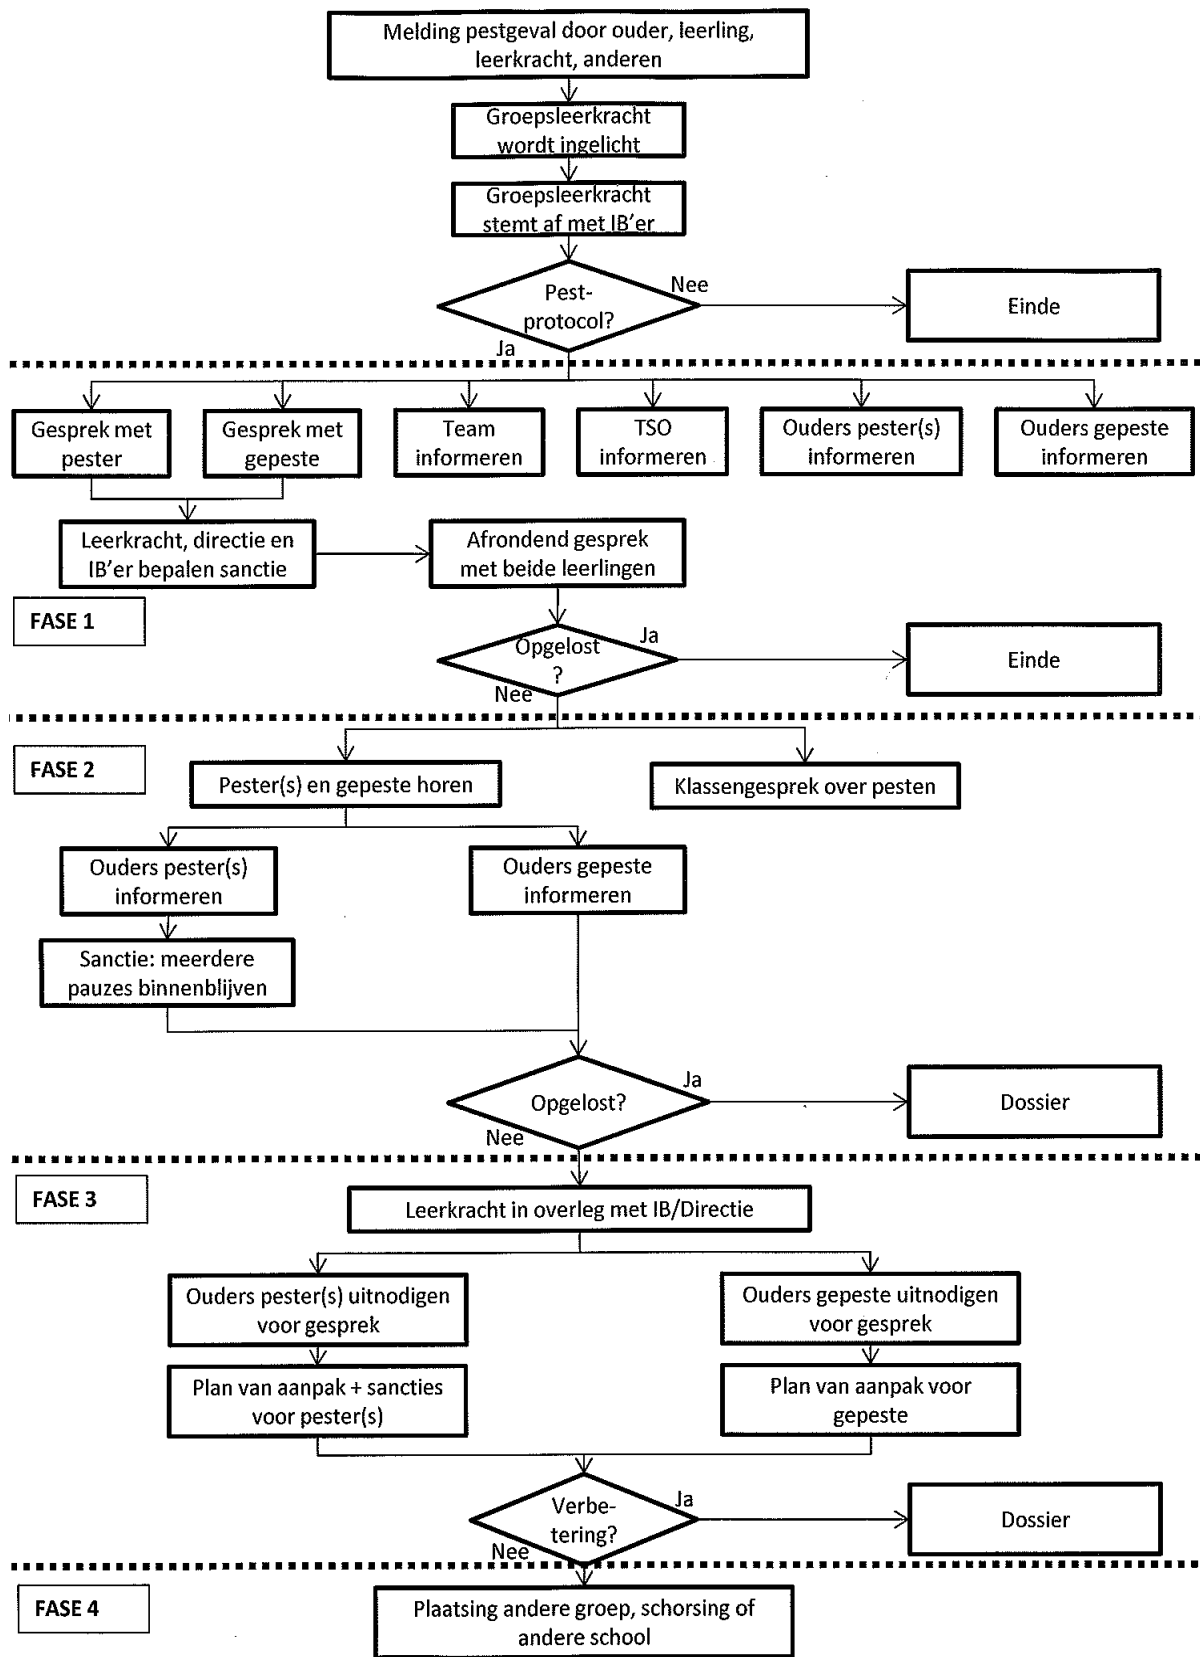 Melding pestgeval door ouder, leerling,
leerkracht, anderen
Groepsleerkracht
wordt ingelicht
Groepsleerkracht
stemt af met IB'er
Pest-
protocol?
Nee
Einde
Ja
Gesprek met
pester
Gesprek met
gepeste
Team
informeren
TSO
informeren
Ouders pester(s)
informeren
Ouders gepeste
informeren
Leerkracht, directie en
IB'er bepalen sanctie
Afrondend gesprek
met beide leerlingen
FASE 1
Opgelost
?
Ja
Einde
Nee
FASE 2
Pester(s) en gepeste horen
Klassengesprek over pesten
Ouders pester(s)
informeren
Ouders gepeste
informeren
Sanctie: meerdere
pauzes binnenblijven
Opgelost?
Ja
Dossier
Nee
FASE 3
Leerkracht in overleg met IB/Directie
Ouders pester(s) uitnodigen
voor gesprek
Ouders gepeste uitnodigen
voor gesprek
Plan van aanpak + sancties
voor pester(s)
Plan van aanpak voor
gepeste
Verbe-
tering?
Ja
Dossier
Nee
FASE 4
Plaatsing andere groep, schorsing of
andere school